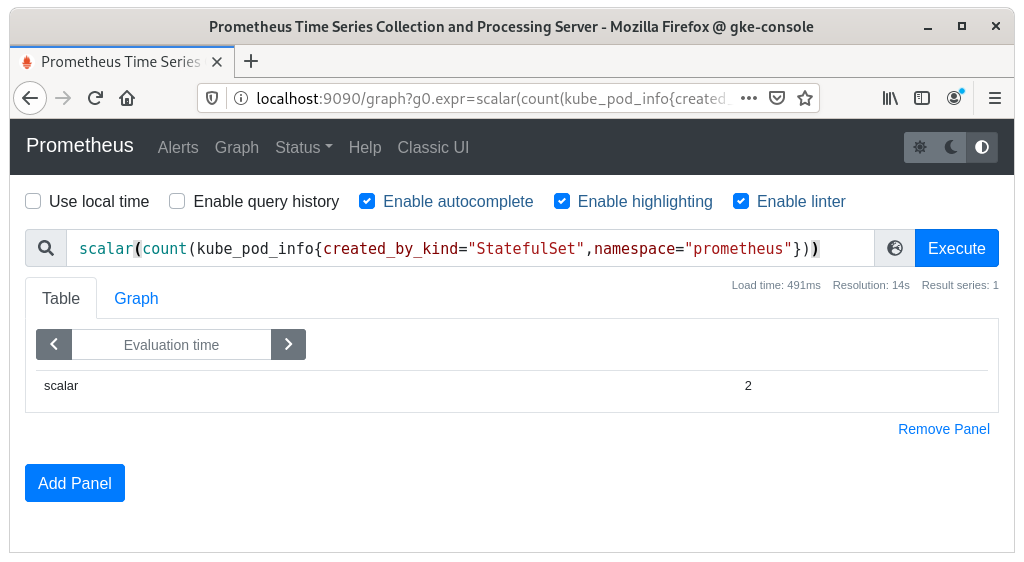 Prometheus Time Series Collection and Processing Server - Mozilla Firefox @ gke-console
Prometheus Time Series
localhost:9090/graph?g0.expr=scalar(count(kube_pod_info{created_
Prometheus Alerts Graph Status Help Classic UI
Use local time Enable query history Enable autocomplete Enable highlighting Enable linter
scalar(count(kube_pod_info{created_by_kind="StatefulSet",namespace="prometheus"})) Execute
Table Graph Load time: 491ms Resolution: 14s Result series: 1
Evaluation time
scalar 2
Remove Panel
Add Panel